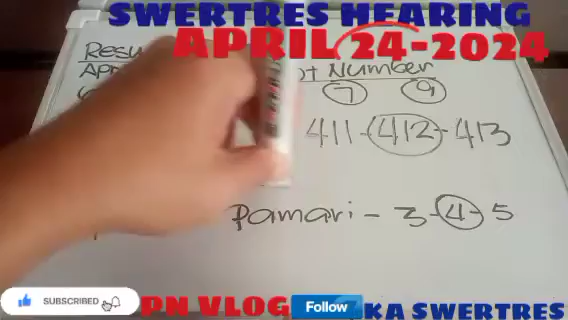 SWERTRES HEARING
APRIL 24-2024
Resu
Apr
ot Number
7 9
411-412-413
Pamari - 3-4-5
SUBSCRIBED
PN VLOG
Follow
KA SWERTRES